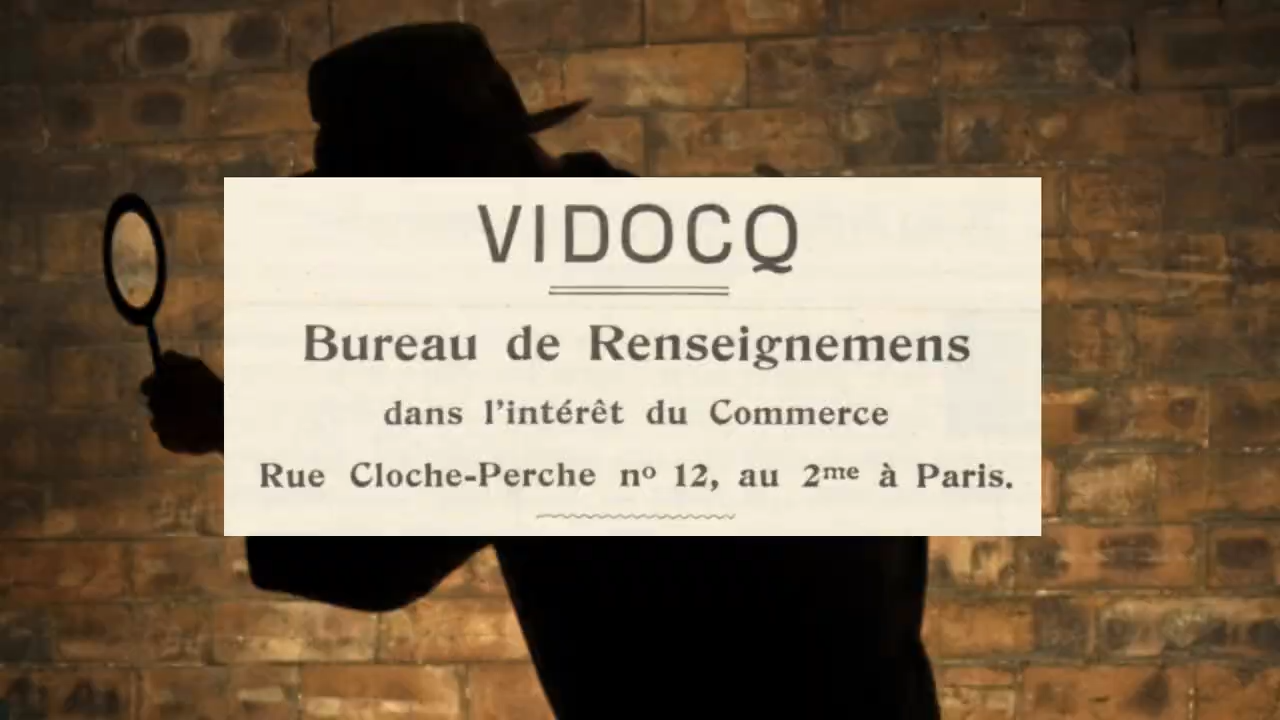 VIDOCQ
Bureau de Renseignemens
dans l'intérêt du Commerce
Rue Cloche-Perche nº 12, au 2me à Paris.